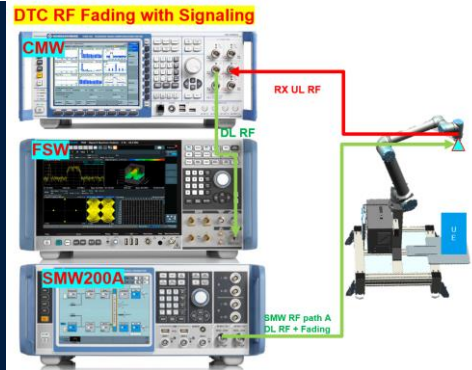 DTC RF Fading with Signaling
CMW
RX UL RF
DL RF
FSW
U
E
SMW200A
SMW RF path A
DL RF + Fading